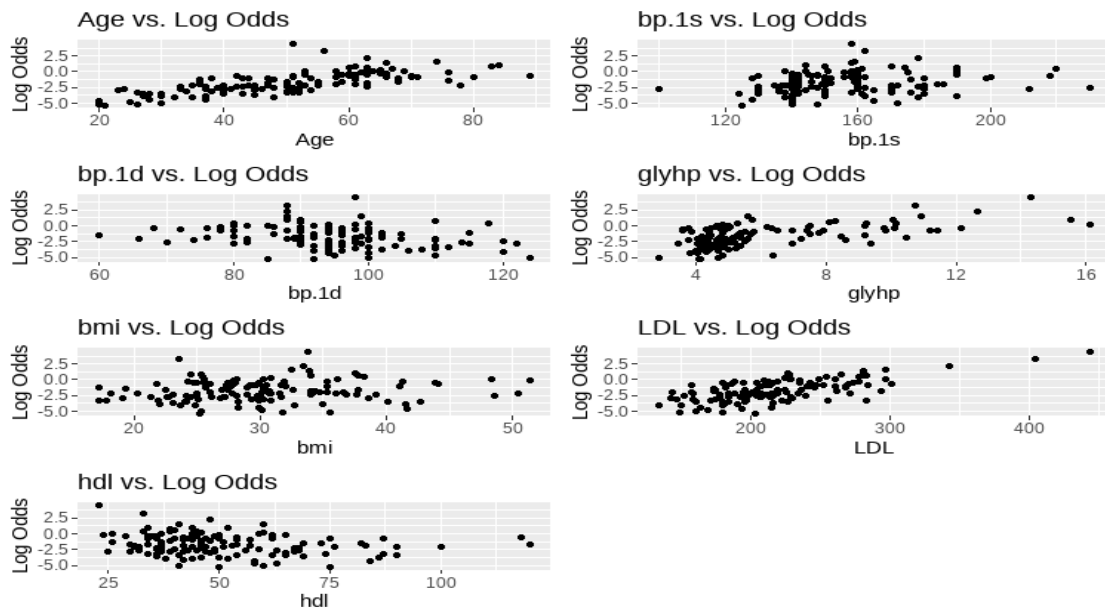 Age vs. Log Odds
Log Odds
2.5
0.0
-2.5
-5.0
20 40 60 80
Age
bp.1s vs. Log Odds
Log Odds
2.5
0.0
-2.5
-5.0
120 160 200
bp.1s
bp.1d vs. Log Odds
Log Odds
2.5
0.0
-2.5
-5.0
60 80 100 120
bp.1d
glyhp vs. Log Odds
Log Odds
2.5
0.0
-2.5
-5.0
4 8 12 16
glyhp
bmi vs. Log Odds
Log Odds
2.5
0.0
-2.5
-5.0
20 30 40 50
bmi
LDL vs. Log Odds
Log Odds
2.5
0.0
-2.5
-5.0
200 300 400
LDL
hdl vs. Log Odds
Log Odds
2.5
0.0
-2.5
-5.0
25 50 75 100
hdl